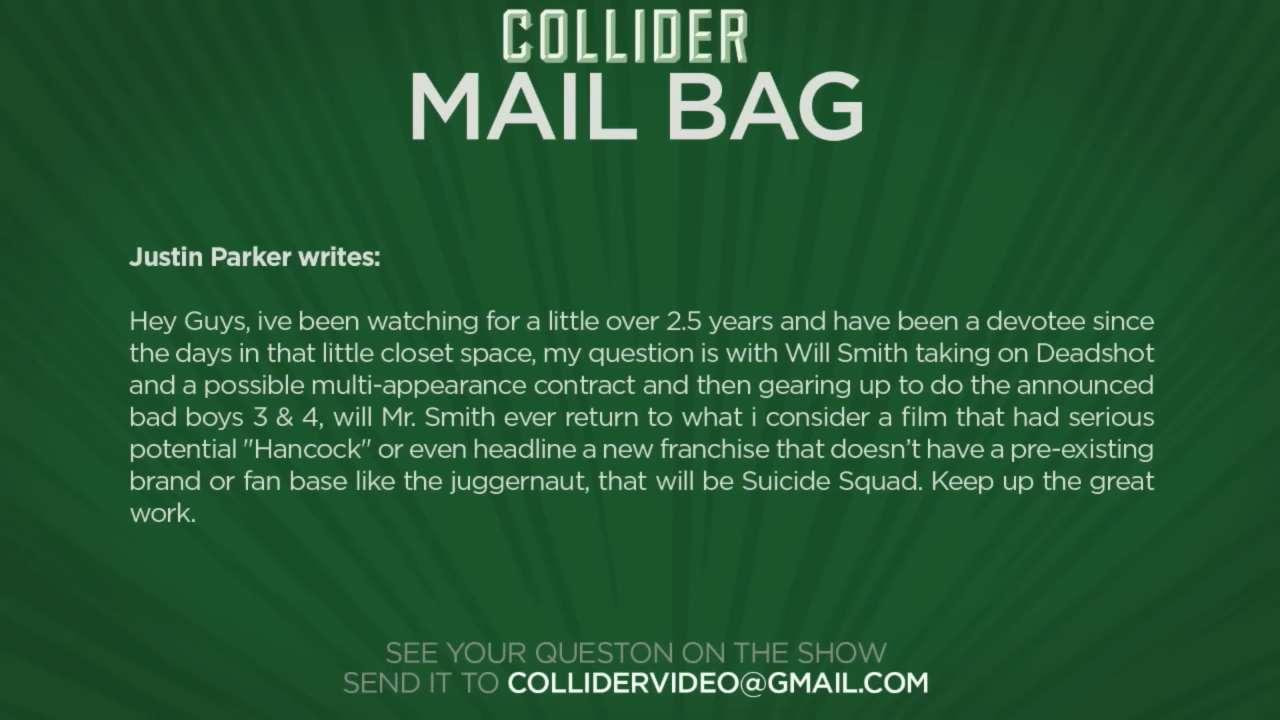 COLLIDER
MAIL BAG
Justin Parker writes:
Hey Guys, ive been watching for a little over 2.5 years and have been a devotee since
the days in that little closet space, my question is with Will Smith taking on Deadshot
and a possible multi-appearance contract and then gearing up to do the announced
bad boys 3 & 4, will Mr. Smith ever return to what i consider a film that had serious
potential "Hancock" or even headline a new franchise that doesn’t have a pre-existing
brand or fan base like the juggernaut, that will be Suicide Squad. Keep up the great
work.
SEE YOUR QUESTON ON THE SHOW
SEND IT TO COLLIDERVIDEO@GMAIL.COM